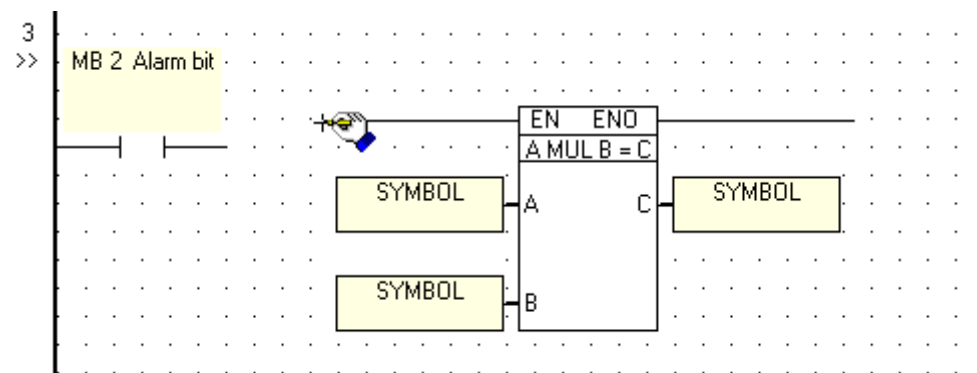 3
>>
MB 2 Alarm bit
EN ENO
A MUL B = C
SYMBOL
A
C
SYMBOL
SYMBOL
B